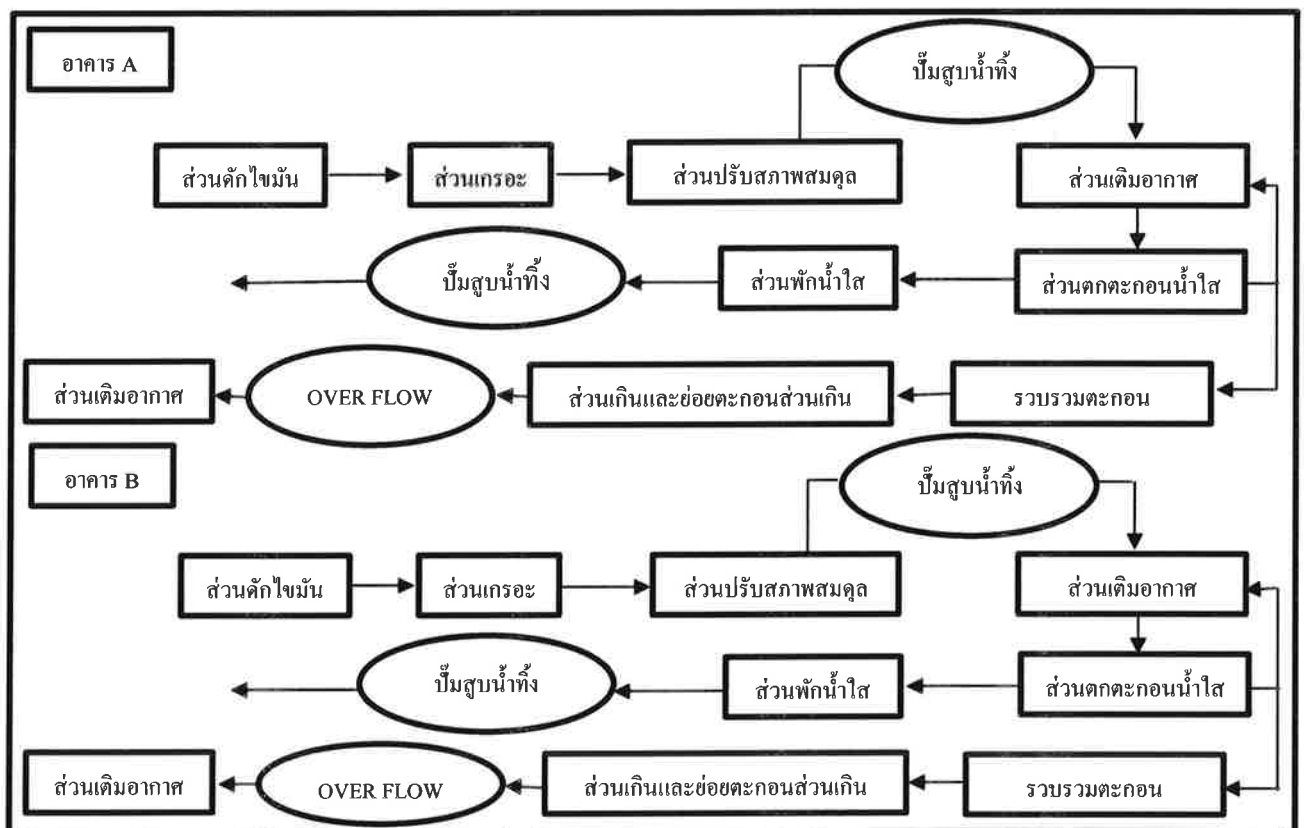 อาคาร A
ปั๊มสูบน้ำทิ้ง
ส่วนดักไขมัน
ส่วนเกรอะ
ส่วนปรับสภาพสมดุล
ส่วนเติมอากาศ
ปั๊มสูบน้ำทิ้ง
ส่วนพักน้ำใส
ส่วนตกตะกอนน้ำใส
ส่วนเติมอากาศ
OVER FLOW
ส่วนเกินและย่อยตะกอนส่วนเกิน
รวบรวมตะกอน
อาคาร B
ปั๊มสูบน้ำทิ้ง
ส่วนดักไขมัน
ส่วนเกรอะ
ส่วนปรับสภาพสมดุล
ส่วนเติมอากาศ
ปั๊มสูบน้ำทิ้ง
ส่วนพักน้ำใส
ส่วนตกตะกอนน้ำใส
ส่วนเติมอากาศ
OVER FLOW
ส่วนเกินและย่อยตะกอนส่วนเกิน
รวบรวมตะกอน